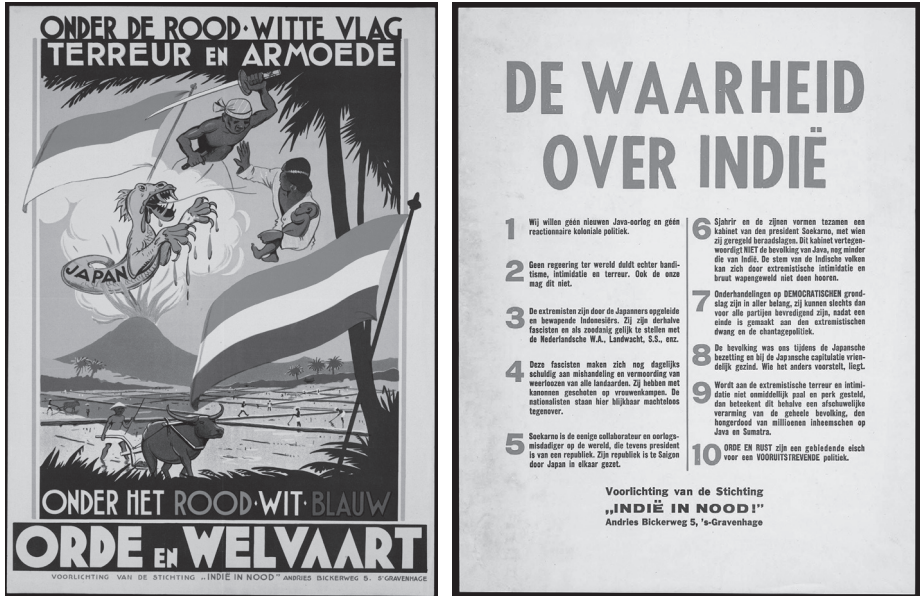 ONDER DE ROOD·WITTE VLAG
TERREUR EN ARMOEDE
JAPAN
ONDER HET ROOD·WIT·BLAUW
ORDE EN WELVAART
VOORLICHTING VAN DE STICHTING „INDIE IN NOOD" ANDRIES BICKERWEG 5. S'GRAVENHAGE
DE WAARHEID
OVER INDIË
1 Wij willen géén nieuwen Java-oorlog en géén
reactionnaire koloniale politiek.
2 Geen regeering ter wereld duldt echter bandi-
tisme, intimidatie en terreur. Ook de onze
mag dit niet.
3 De extremisten zijn door de Japanners opgeleide
en bewapende Indonesiërs. Zij zijn derhalve
fascisten en als zoodanig gelijk te stellen met
de Nederlandsche W.A., Landwacht, S.S., enz.
4 Deze fascisten maken zich nog dagelijks
schuldig aan mishandeling en vermoording van
weerloozen van alle landaarden. Zij hebben met
kanonnen geschoten op vrouwenkampen. De
nationalisten staan hier blijkbaar machteloos
tegenover.
5 Soekarno is de eenige collaborateur en oorlogs-
misdadiger op de wereld, die tevens president
is van een republiek. Zijn republiek is te Saigon
door Japan in elkaar gezet.
6 Sjahrir en de zijnen vormen tezamen een
kabinet van den president Soekarno, met wien
zij geregeld beraadslagen. Dit kabinet vertegen-
woordigt NIET de bevolking van Java, nog minder
die van Indië. De stem van de Indische volken
kan zich door extremistische intimidatie en
bruut wapengeweld niet doen hooren.
7 Onderhandelingen op DEMOCRATISCHEN grond-
slag zijn in aller belang, zij kunnen slechts dan
voor alle partijen bevredigend zijn, nadat een
einde is gemaakt aan den extremistischen
dwang en de chantagepolitiek.
8 De bevolking was ons tijdens de Japansche
bezetting en bij de Japansche capitulatie vrien-
delijk gezind. Wie het anders voorstelt, liegt.
9 Wordt aan de extremistische terreur en intimi-
datie niet onmiddellijk paal en perk gesteld,
dan beteekent dit behalve een afschuwelijke
verarming van de geheele bevolking, den
hongerdood van millioenen inheemschen op
Java en Sumatra.
10 ORDE EN RUST zijn een gebiedende eisch
voor een VOORUITSTREVENDE politiek.
Voorlichting van de Stichting
„INDIË IN NOOD!"
Andries Bickerweg 5, 's-Gravenhage